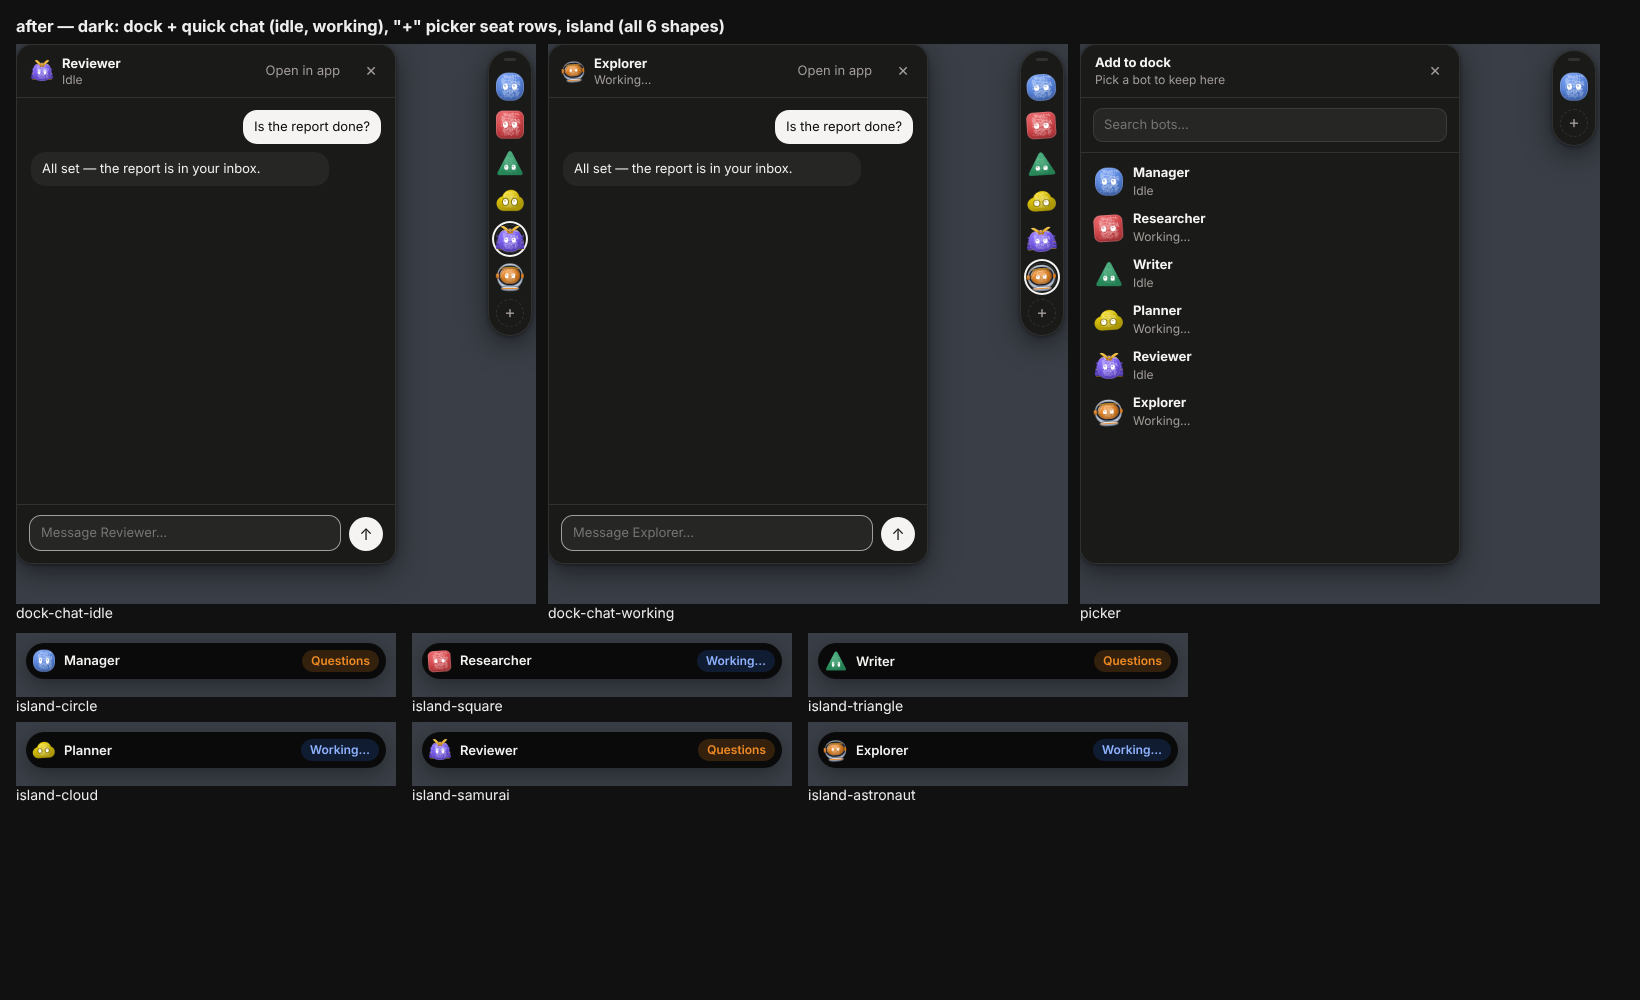 after — dark: dock + quick chat (idle, working), "+" picker seat rows, island (all 6 shapes)
Reviewer
Idle
Open in app
×
Is the report done?
All set — the report is in your inbox.
+
Message Reviewer...
dock-chat-idle
Explorer
Working...
Open in app
×
Is the report done?
All set — the report is in your inbox.
+
Message Explorer...
dock-chat-working
Add to dock
Pick a bot to keep here
×
Search bots...
Manager
Idle
Researcher
Working...
Writer
Idle
Planner
Working...
Reviewer
Idle
Explorer
Working...
+
picker
Manager Questions
island-circle
Researcher Working...
island-square
Writer Questions
island-triangle
Planner Working...
island-cloud
Reviewer Questions
island-samurai
Explorer Working...
island-astronaut